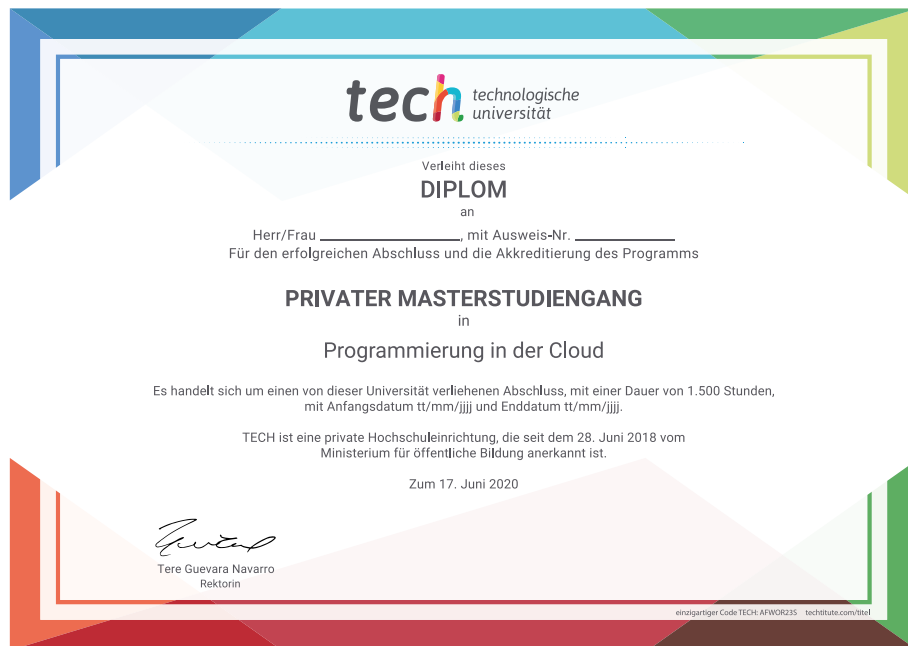 tech technologische
universität
Verleiht dieses
DIPLOM
an
Herr/Frau ____________, mit Ausweis-Nr. ____________
Für den erfolgreichen Abschluss und die Akkreditierung des Programms
PRIVATER MASTERSTUDIENGANG
in
Programmierung in der Cloud
Es handelt sich um einen von dieser Universität verliehenen Abschluss, mit einer Dauer von 1.500 Stunden,
mit Anfangsdatum tt/mm/jjjj und Enddatum tt/mm/jjjj.
TECH ist eine private Hochschuleinrichtung, die seit dem 28. Juni 2018 vom
Ministerium für öffentliche Bildung anerkannt ist.
Zum 17. Juni 2020
Tere Guevara Navarro
Rektorin
einzigartiger Code TECH: AFWOR23S techtitute.com/titel